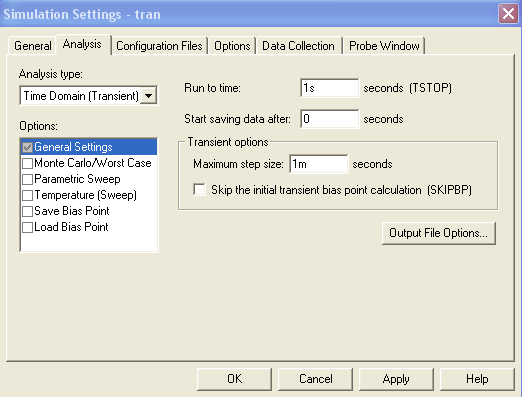 Simulation Settings - tran
General Analysis Configuration Files Options Data Collection Probe Window
Analysis type:
Time Domain (Transient)
Options:
General Settings
Monte Carlo/Worst Case
Parametric Sweep
Temperature (Sweep)
Save Bias Point
Load Bias Point
Run to time: 1s seconds (TSTOP)
Start saving data after: 0 seconds
Transient options
Maximum step size: 1m seconds
Skip the initial transient bias point calculation (SKIPBP)
Output File Options...
OK Cancel Apply Help